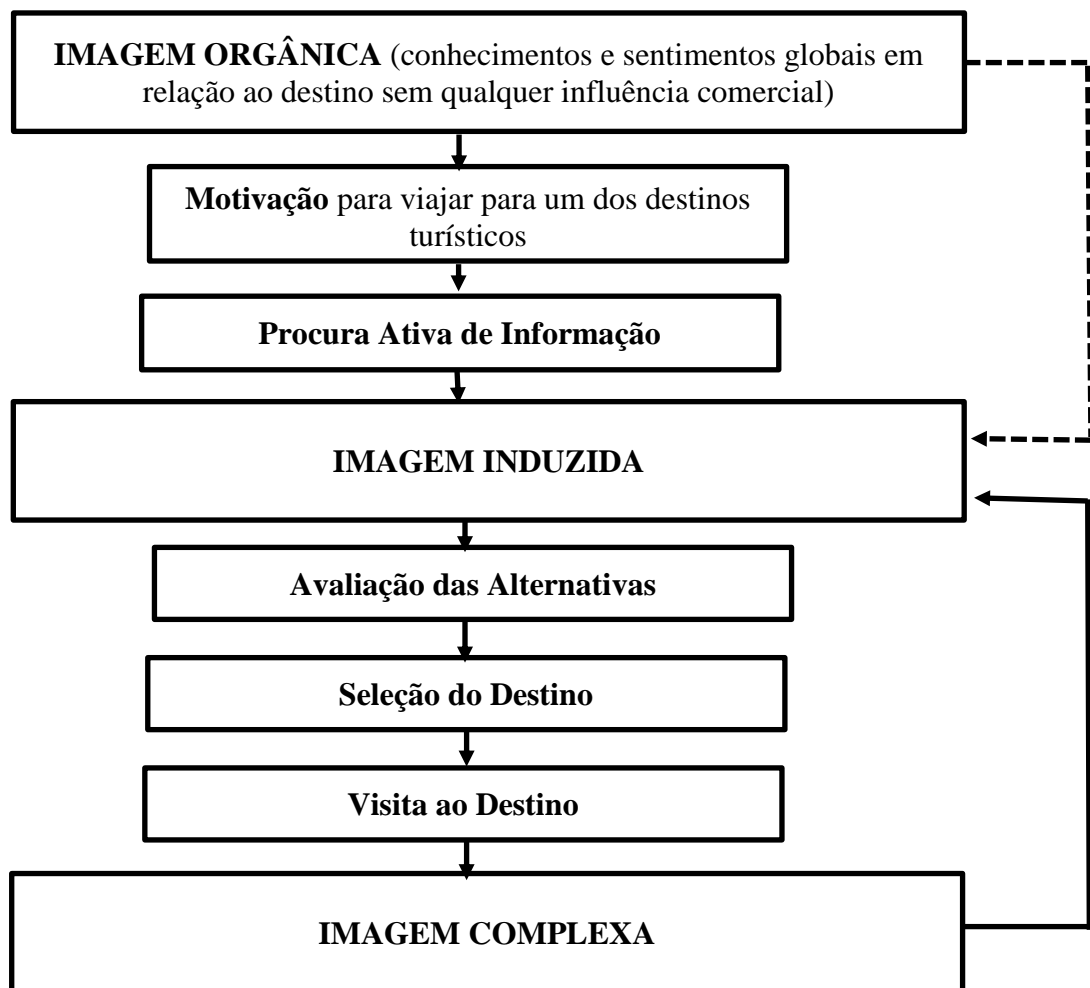 IMAGEM ORGÂNICA (conhecimentos e sentimentos globais em
relação ao destino sem qualquer influência comercial)
Motivação para viajar para um dos destinos
turísticos
Procura Ativa de Informação
IMAGEM INDUZIDA
Avaliação das Alternativas
Seleção do Destino
Visita ao Destino
IMAGEM COMPLEXA